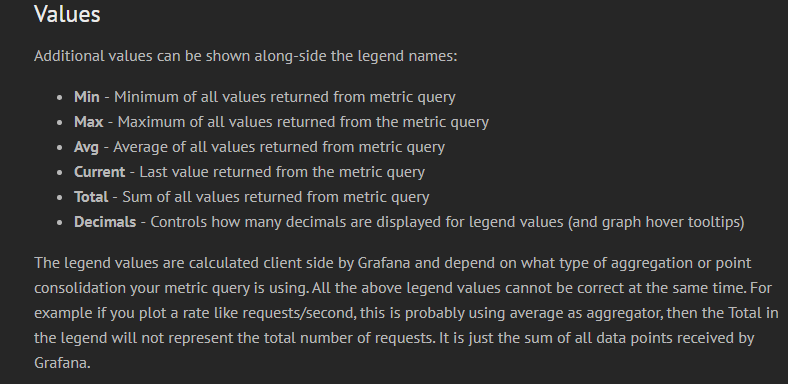 Values
Additional values can be shown along-side the legend names:
• Min - Minimum of all values returned from metric query
• Max - Maximum of all values returned from the metric query
• Avg - Average of all values returned from metric query
• Current - Last value returned from the metric query
• Total - Sum of all values returned from metric query
• Decimals - Controls how many decimals are displayed for legend values (and graph hover tooltips)
The legend values are calculated client side by Grafana and depend on what type of aggregation or point
consolidation your metric query is using. All the above legend values cannot be correct at the same time. For
example if you plot a rate like requests/second, this is probably using average as aggregator, then the Total in
the legend will not represent the total number of requests. It is just the sum of all data points received by
Grafana.